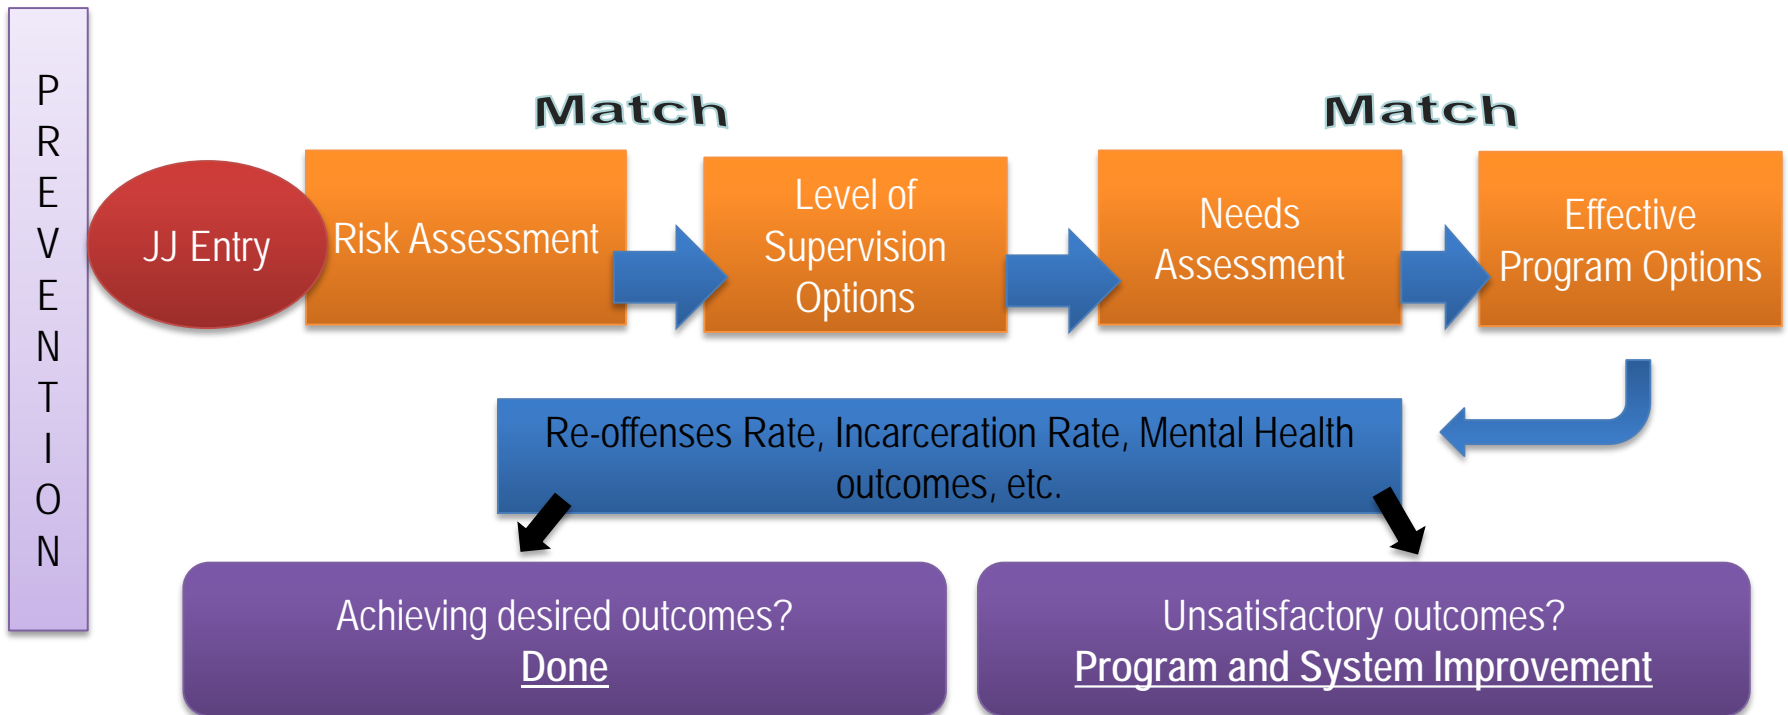 PREVENTION
Match
Match
JJ Entry
Risk Assessment
Level of
Supervision
Options
Needs
Assessment
Effective
Program Options
Re-offenses Rate, Incarceration Rate, Mental Health
outcomes, etc.
Achieving desired outcomes?
Done
Unsatisfactory outcomes?
Program and System Improvement